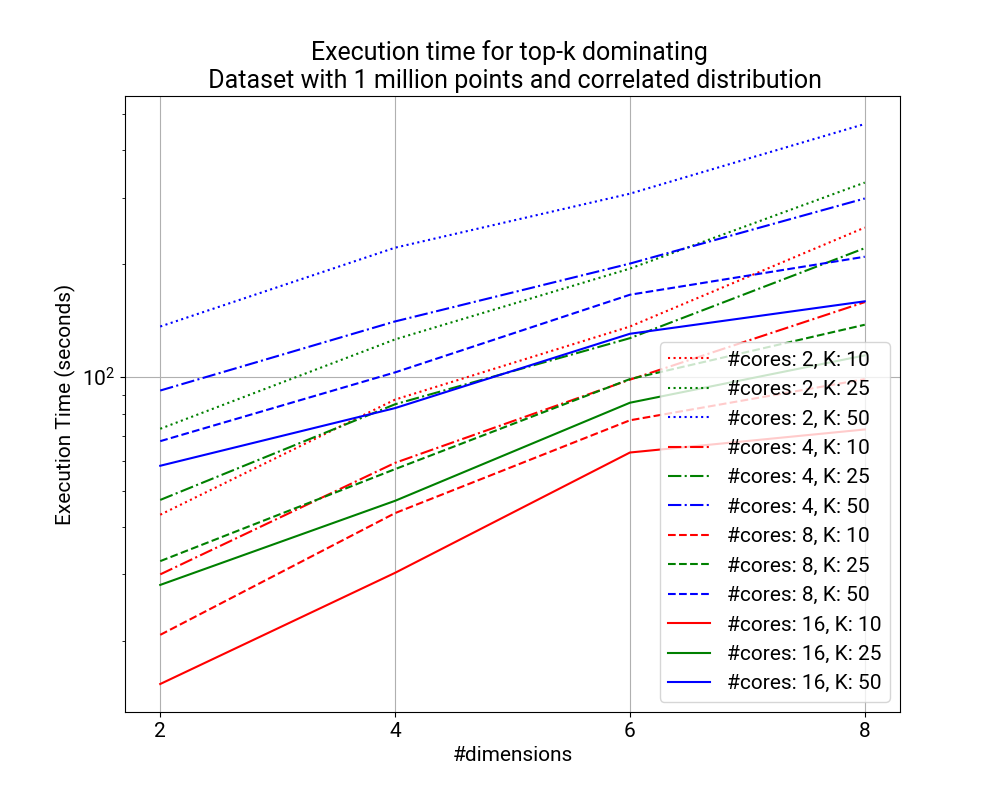 Execution time for top-k dominating
Dataset with 1 million points and correlated distribution
Execution Time (seconds)
10²
#cores: 2, K: 10
#cores: 2, K: 25
#cores: 2, K: 50
#cores: 4, K: 10
#cores: 4, K: 25
#cores: 4, K: 50
#cores: 8, K: 10
#cores: 8, K: 25
#cores: 8, K: 50
#cores: 16, K: 10
#cores: 16, K: 25
#cores: 16, K: 50
2 4 6 8
#dimensions